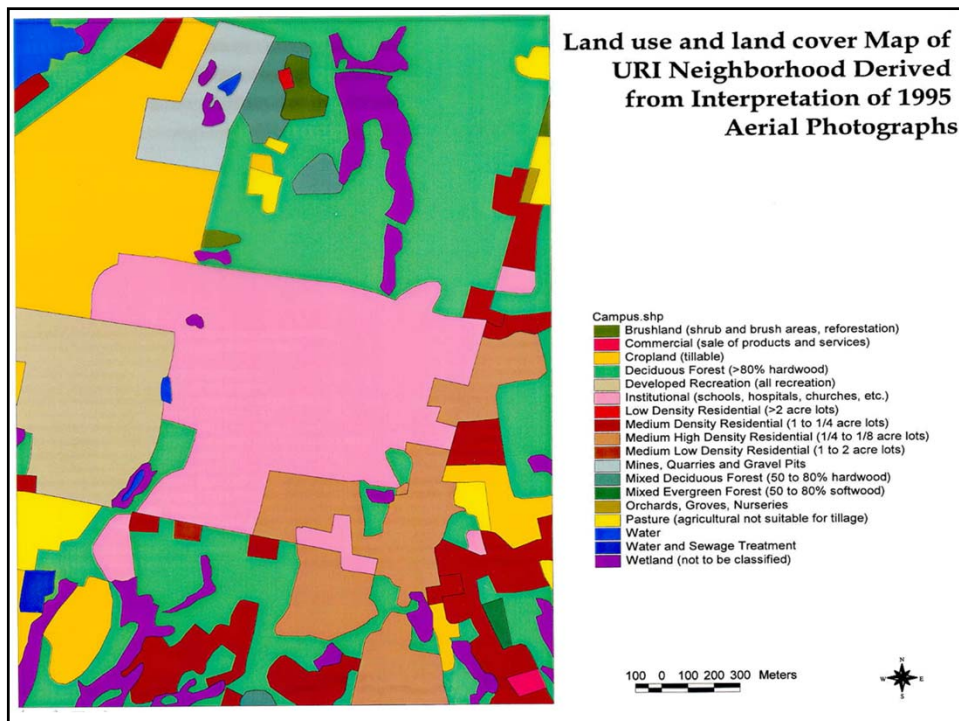 Land use and land cover Map of
URI Neighborhood Derived
from Interpretation of 1995
Aerial Photographs
Campus.shp
Brushland (shrub and brush areas, reforestation)
Commercial (sale of products and services)
Cropland (tillable)
Deciduous Forest (>80% hardwood)
Developed Recreation (all recreation)
Institutional (schools, hospitals, churches, etc.)
Low Density Residential (>2 acre lots)
Medium Density Residential (1 to 1/4 acre lots)
Medium High Density Residential (1/4 to 1/8 acre lots)
Medium Low Density Residential (1 to 2 acre lots)
Mines, Quarries and Gravel Pits
Mixed Deciduous Forest (50 to 80% hardwood)
Mixed Evergreen Forest (50 to 80% softwood)
Orchards, Groves, Nurseries
Pasture (agricultural not suitable for tillage)
Water
Water and Sewage Treatment
Wetland (not to be classified)
100 0 100 200 300 Meters
N
W E
S